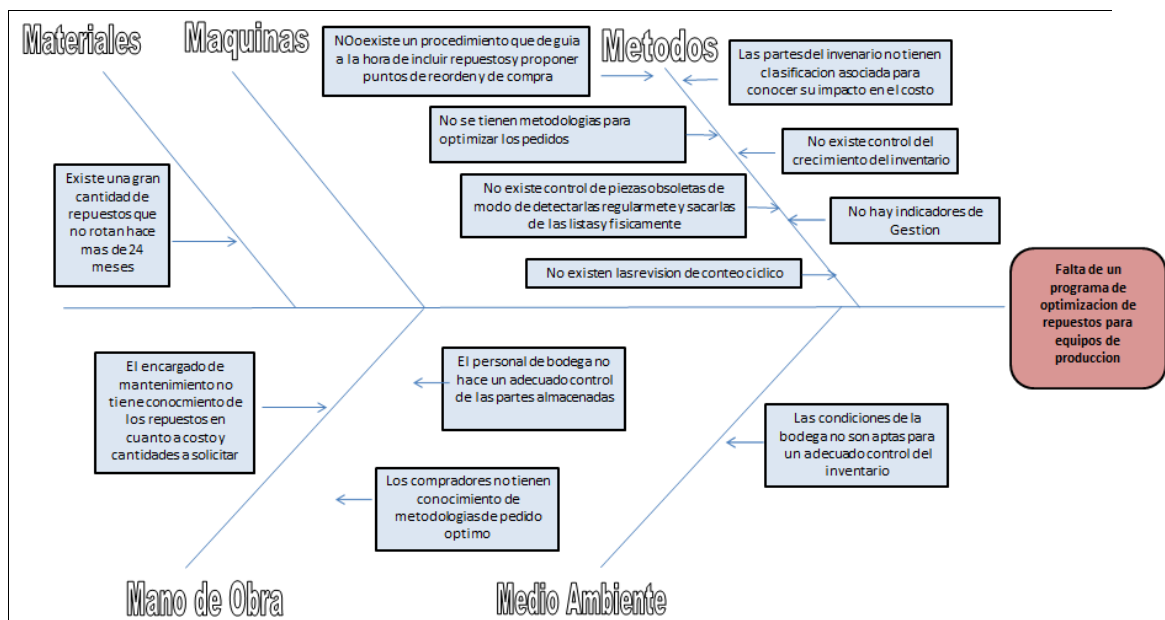 Materiales
Maquinas
Metodos
NOo existe un procedimiento que de guia
a la hora de incluir repuestos y proponer
puntos de reorden y de compra
Las partes del invenario no tienen
clasificacion asociada para
conocer su impacto en el costo
No se tienen metodologias para
optimizar los pedidos
No existe control del
crecimiento del inventario
Existe una gran
cantidad de
repuestos que
no rotan hace
mas de 24
meses
No existe control de piezas obsoletas de
modo de detectarlas regularmete y sacarlas
de las listas y fisicamente
No hay indicadores de
Gestion
No existen las revision de conteo ciclico
Falta de un
programa de
optimizacion de
repuestos para
equipos de
produccion
El encargado de
mantenimiento no
tiene conocmiento de
los repuestos en
cuanto a costo y
cantidades a solicitar
El personal de bodega no
hace un adecuado control
de las partes almacenadas
Las condiciones de la
bodega no son aptas para
un adecuado control del
inventario
Los compradores no tienen
conocimiento de
metodologias de pedido
optimo
Mano de Obra
Medio Ambiente